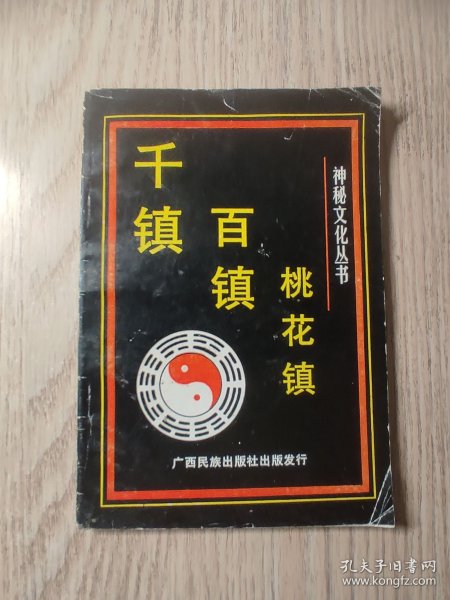 千镇
百镇
桃花镇
神秘文化丛书
广西民族出版社出版发行
孔夫子旧书网
www.kongfz.com